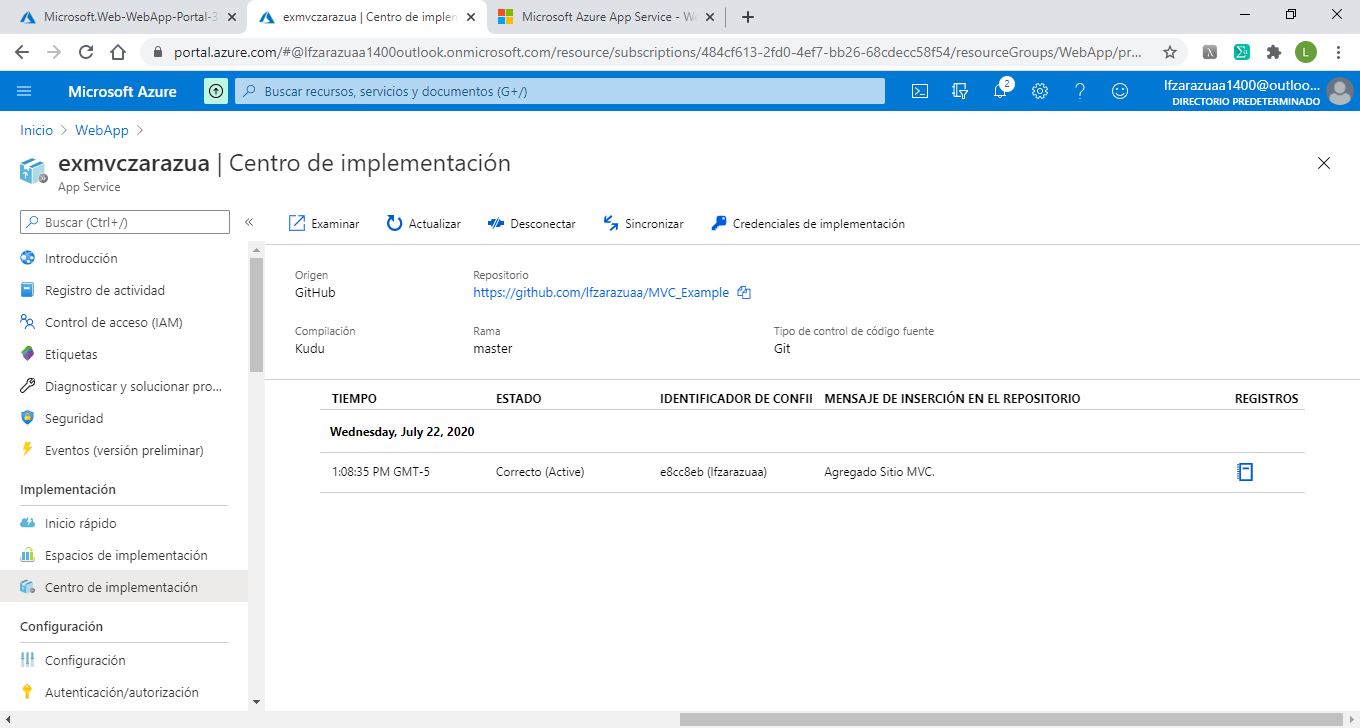 Microsoft.Web-WebApp-Portal-3
exmvczarazua | Centro de implem
Microsoft Azure App Service - We
portal.azure.com/#@lfzarazuaa1400outlook.onmicrosoft.com/resource/subscriptions/484cf613-2fd0-4ef7-bb26-68cdecc58f54/resourceGroups/WebApp/pr...
L
Microsoft Azure
Buscar recursos, servicios y documentos (G+/)
2
lfzarazuaa1400@outloo...
DIRECTORIO PREDETERMINADO
Inicio > WebApp >
exmvczarazua | Centro de implementación
App Service
Buscar (Ctrl+/)
«
Examinar
Actualizar
Desconectar
Sincronizar
Credenciales de implementación
Introducción
Registro de actividad
Control de acceso (IAM)
Etiquetas
Diagnosticar y solucionar pro...
Seguridad
Eventos (versión preliminar)
Implementación
Inicio rápido
Espacios de implementación
Centro de implementación
Configuración
Configuración
Autenticación/autorización
Origen
GitHub
Repositorio
https://github.com/lfzarazuaa/MVC_Example
Compilación
Kudu
Rama
master
Tipo de control de código fuente
Git
TIEMPO ESTADO IDENTIFICADOR DE CONFII MENSAJE DE INSERCIÓN EN EL REPOSITORIO REGISTROS
Wednesday, July 22, 2020
1:08:35 PM GMT-5 Correcto (Active) e8cc8eb (lfzarazuaa) Agregado Sitio MVC.